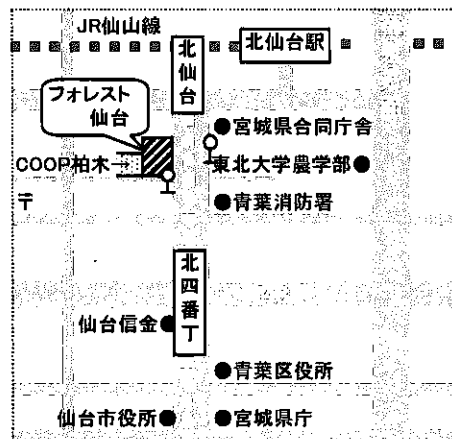 JR仙山線
北仙台駅
北仙台
フォレスト
仙台
宮城県合同庁舎
COOP柏木→
東北大学農学部
〒
青葉消防署
北四番丁
仙台信金
青葉区役所
仙台市役所
宮城県庁